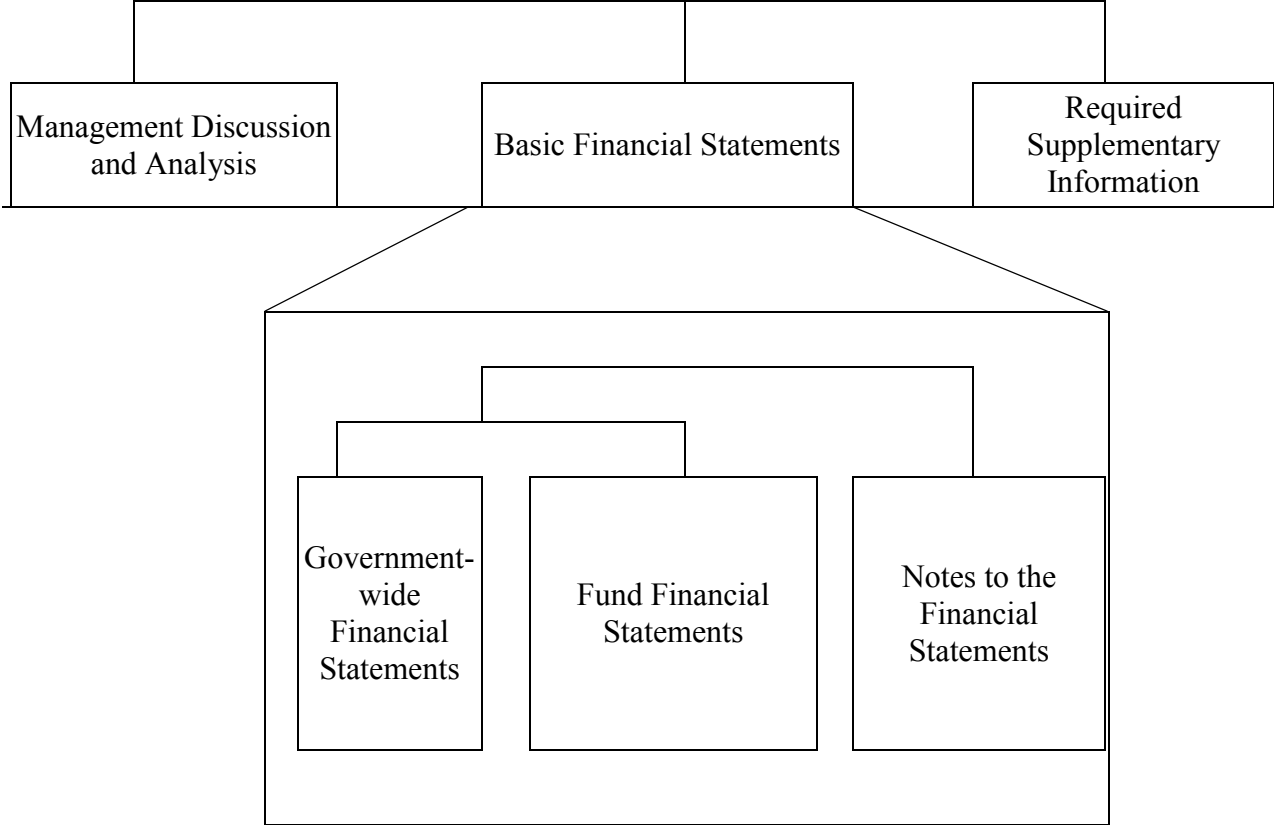 Management Discussion
and Analysis
Basic Financial Statements
Required
Supplementary
Information
Government-
wide
Financial
Statements
Fund Financial
Statements
Notes to the
Financial
Statements